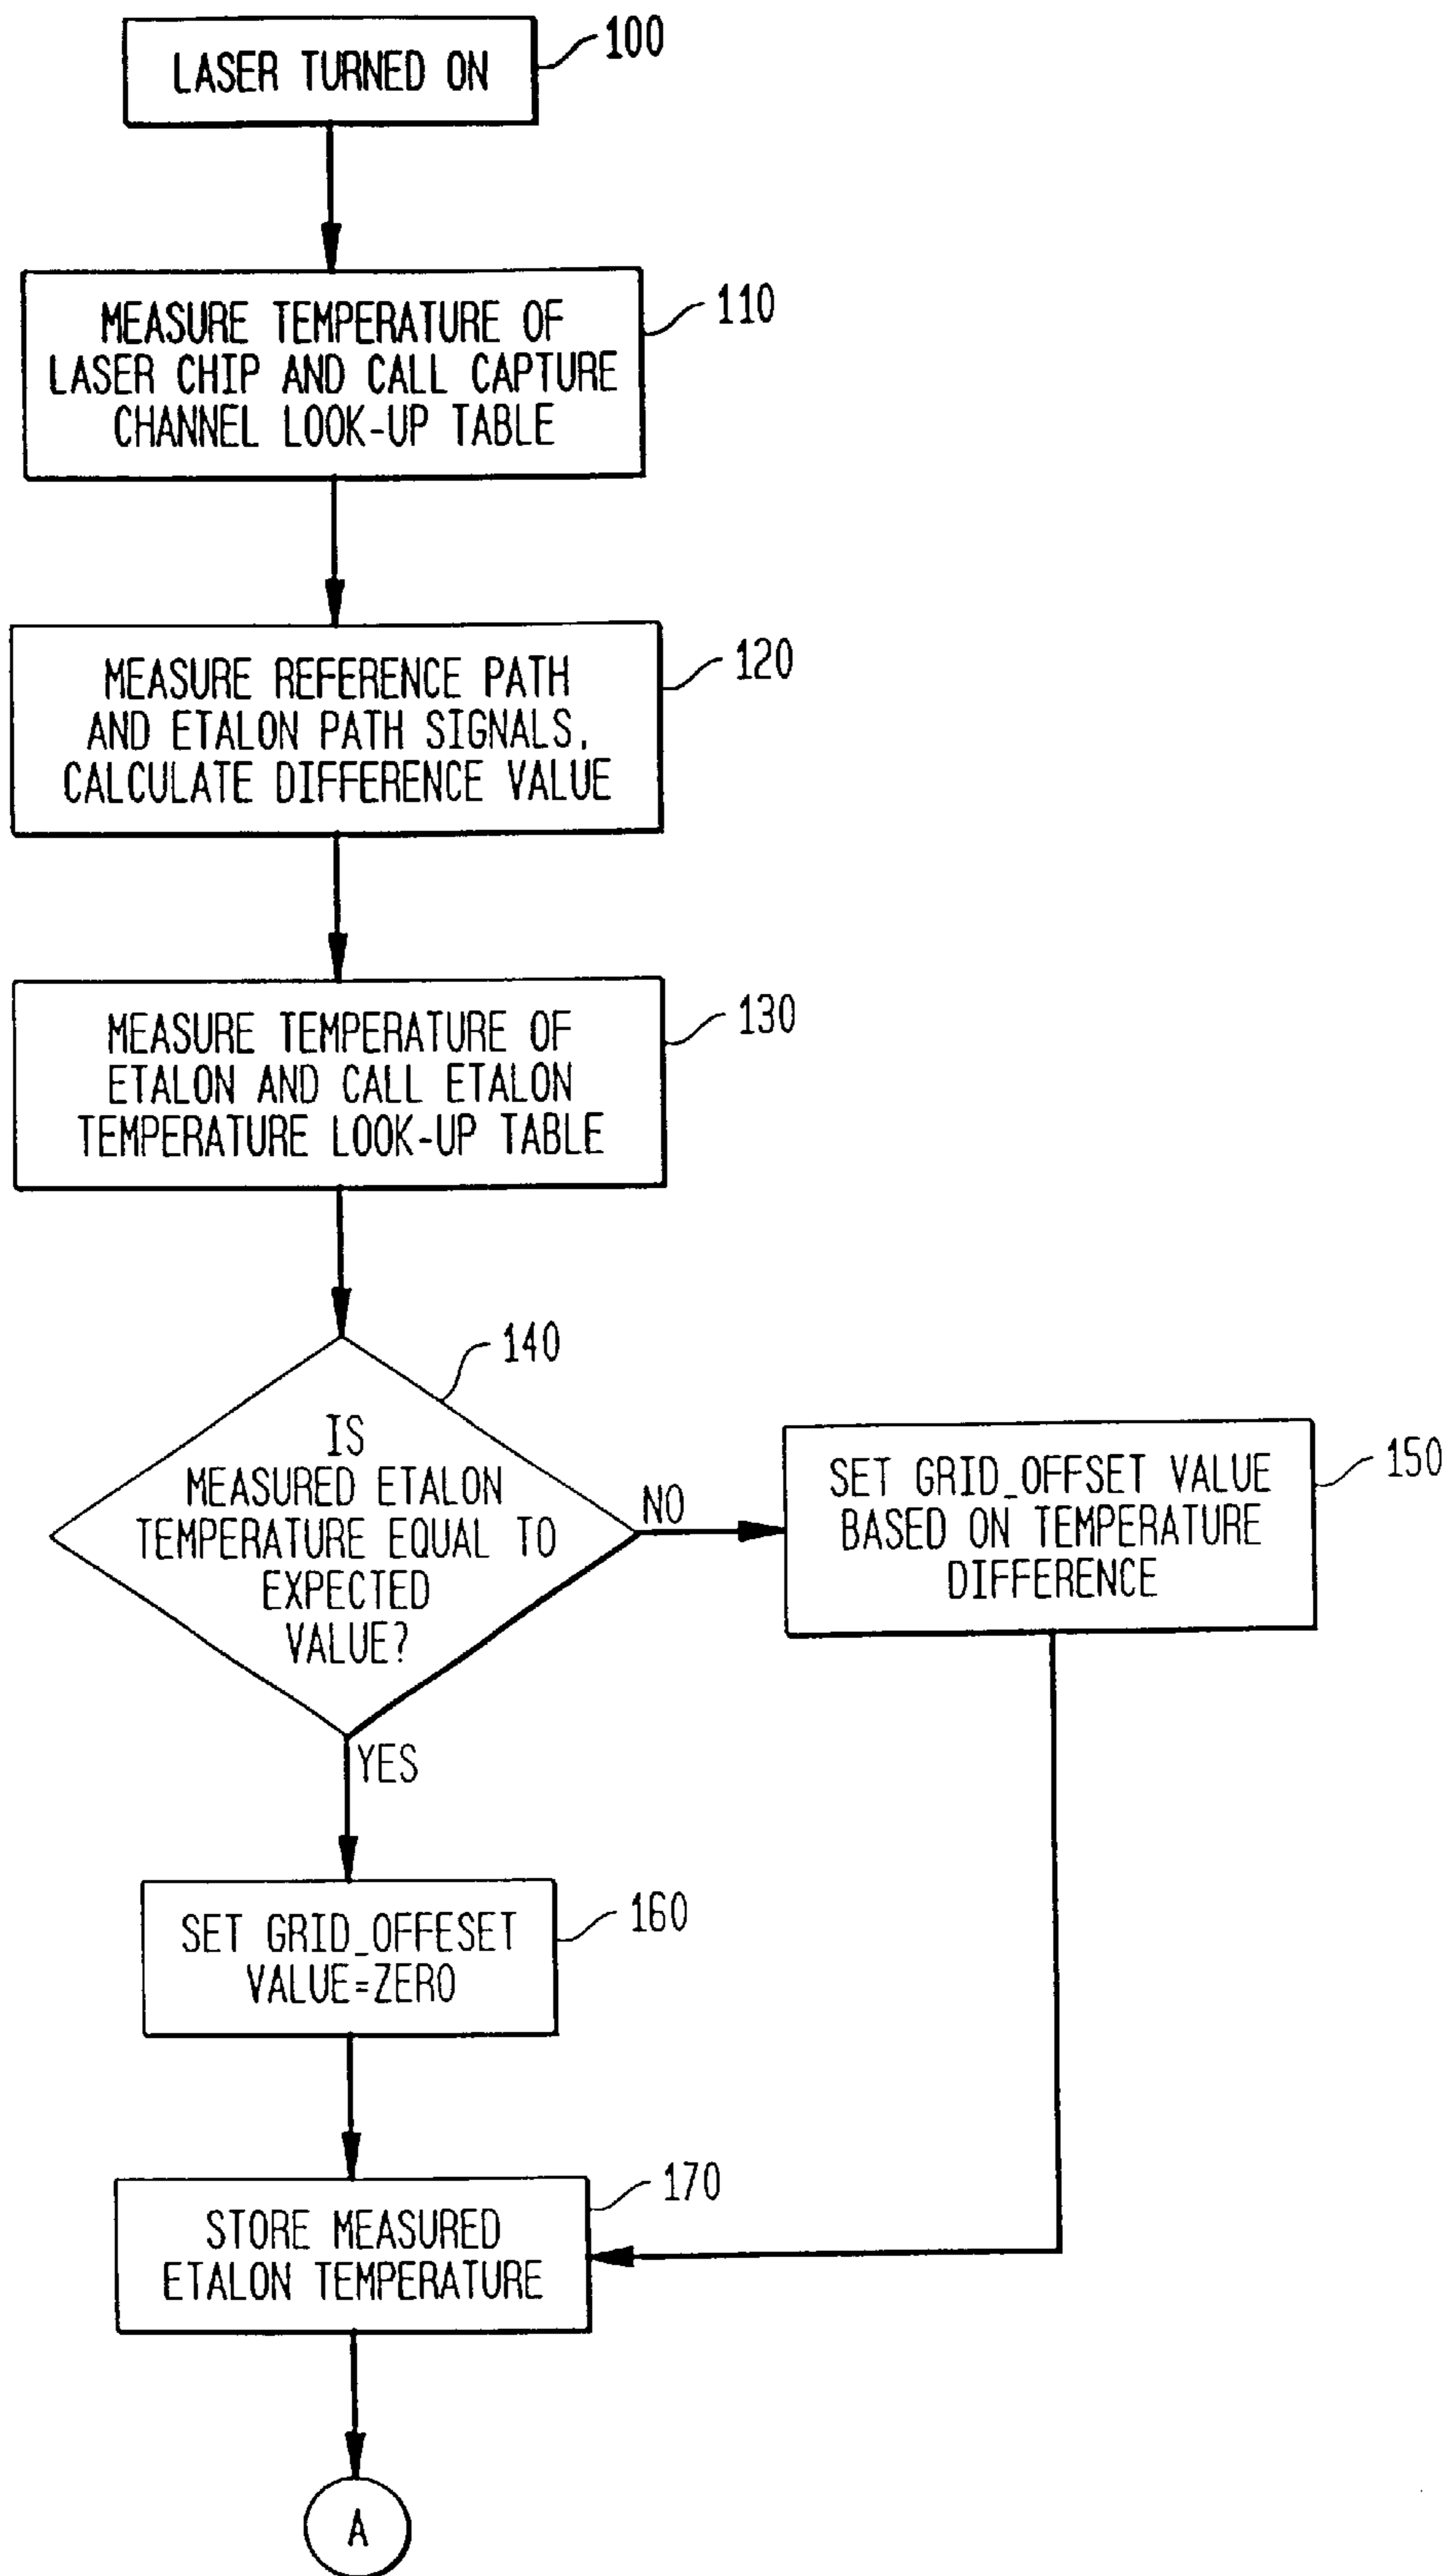 LASER TURNED ON
100
MEASURE TEMPERATURE OF
LASER CHIP AND CALL CAPTURE
CHANNEL LOOK-UP TABLE
110
MEASURE REFERENCE PATH
AND ETALON PATH SIGNALS,
CALCULATE DIFFERENCE VALUE
120
MEASURE TEMPERATURE OF
ETALON AND CALL ETALON
TEMPERATURE LOOK-UP TABLE
130
140
IS
MEASURED ETALON
TEMPERATURE EQUAL TO
EXPECTED
VALUE?
NO
SET GRID_OFFSET VALUE
BASED ON TEMPERATURE
DIFFERENCE
150
YES
SET GRID_OFFESET
VALUE=ZERO
160
STORE MEASURED
ETALON TEMPERATURE
170
A